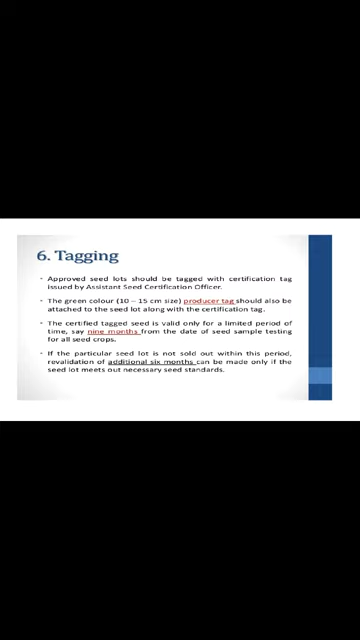 6. Tagging
• Approved seed lots should be tagged with certification tag
issued by Assistant Seed Certification Officer.
• The green colour (10 – 15 cm size) producer tag should also be
attached to the seed lot along with the certification tag.
• The certified tagged seed is valid only for a limited period of
time, say nine months from the date of seed sample testing
for all seed crops.
• If the particular seed lot is not sold out within this period,
revalidation of additional six months can be made only if the
seed lot meets out necessary seed standards.